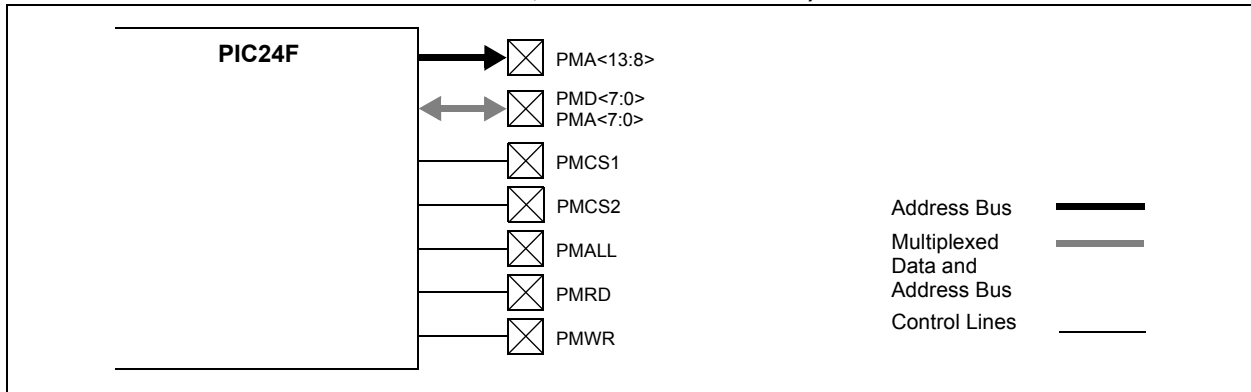 PIC24F
PMA<13:8>
PMD<7:0>
PMA<7:0>
PMCS1
PMCS2
PMALL
PMRD
PMWR
Address Bus
Multiplexed
Data and
Address Bus
Control Lines